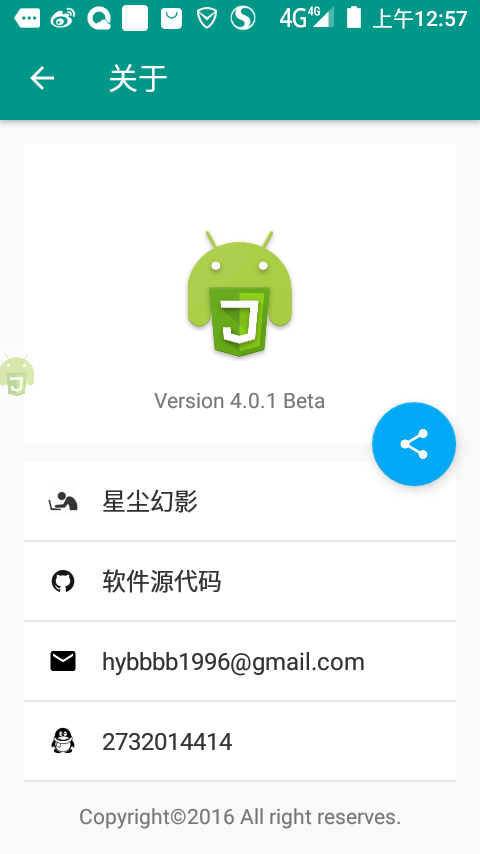 4G 4G 上午12:57
关于
J
Version 4.0.1 Beta
星尘幻影
软件源代码
hybbbb1996@gmail.com
2732014414
Copyright©2016 All right reserves.